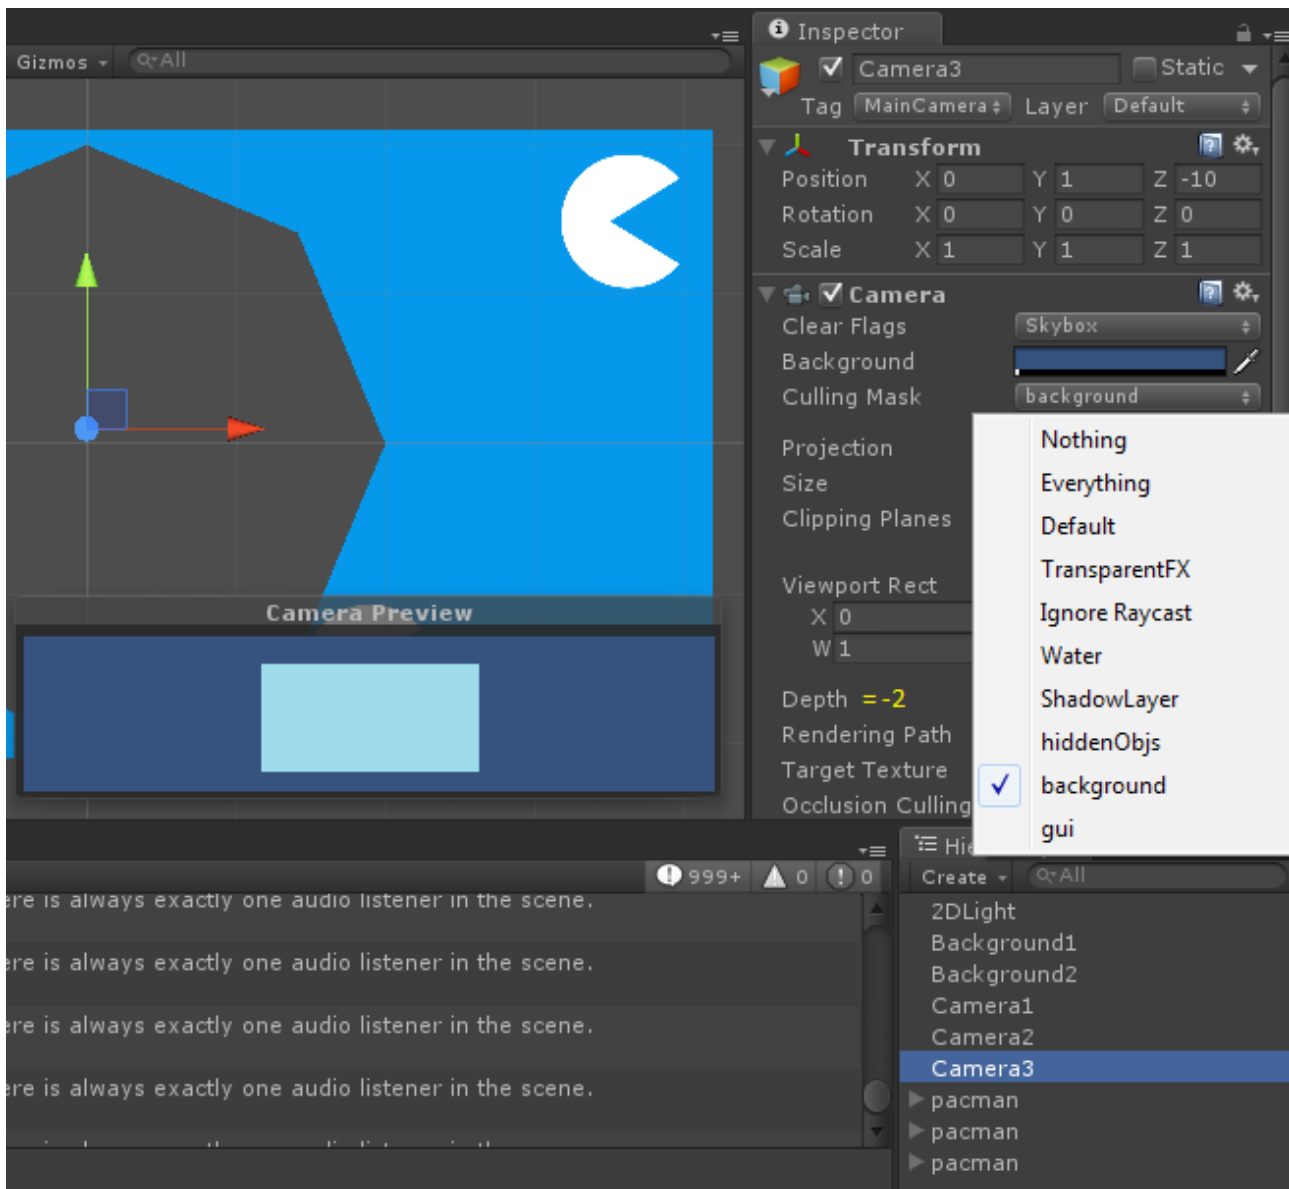 Gizmos
All
Camera Preview
Inspector
Camera3
Static
Tag MainCamera Layer Default
Transform
Position X 0 Y 1 Z -10
Rotation X 0 Y 0 Z 0
Scale X 1 Y 1 Z 1
Camera
Clear Flags Skybox
Background
Culling Mask background
Projection
Size
Clipping Planes
Viewport Rect
X 0
W 1
Depth =-2
Rendering Path
Target Texture
Occlusion Culling
Nothing
Everything
Default
TransparentFX
Ignore Raycast
Water
ShadowLayer
hiddenObjs
background
gui
999+ 0 0
ere is always exactly one audio listener in the scene.
ere is always exactly one audio listener in the scene.
ere is always exactly one audio listener in the scene.
ere is always exactly one audio listener in the scene.
Hie
Create All
2DLight
Background1
Background2
Camera1
Camera2
Camera3
pacman
pacman
pacman